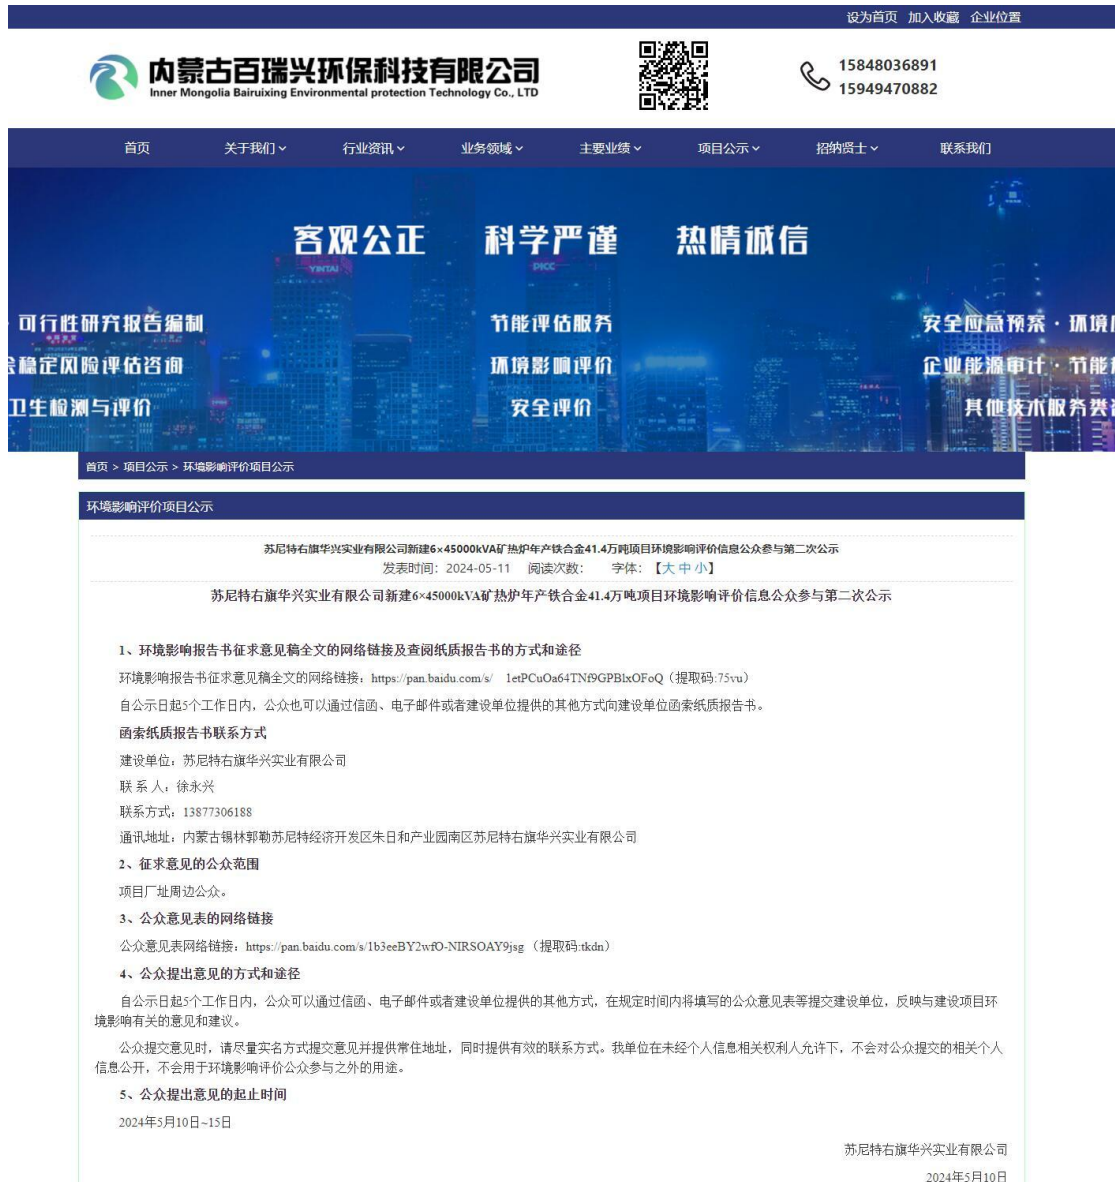 设为首页 加入收藏 企业位置
内蒙古百瑞兴环保科技有限公司
Inner Mongolia Bairuixing Environmental protection Technology Co., LTD
15848036891
15949470882
首页 关于我们 行业资讯 业务领域 主要业绩 项目公示 招纳贤士 联系我们
客观公正 科学严谨 热情诚信
YINTAI
PICC
可行性研究报告编制 节能评估服务 安全应急预案·环境
稳定风险评估咨询 环境影响评价 企业能源审计·节能
卫生检测与评价 安全评价 其他技术服务类
首页 > 项目公示 > 环境影响评价项目公示
环境影响评价项目公示
苏尼特右旗华兴实业有限公司新建6×45000kVA矿热炉年产铁合金41.4万吨项目环境影响评价信息公众参与第二次公示
发表时间：2024-05-11 阅读次数： 字体：【大 中 小】
苏尼特右旗华兴实业有限公司新建6×45000kVA矿热炉年产铁合金41.4万吨项目环境影响评价信息公众参与第二次公示
1、环境影响报告书征求意见稿全文的网络链接及查阅纸质报告书的方式和途径
环境影响报告书征求意见稿全文的网络链接：https://pan.baidu.com/s/ 1etPCuOa64TNf9GPBlxOFoQ（提取码:75vu）
自公示日起5个工作日内，公众也可以通过信函、电子邮件或者建设单位提供的其他方式向建设单位函索纸质报告书。
函索纸质报告书联系方式
建设单位：苏尼特右旗华兴实业有限公司
联 系 人：徐永兴
联系方式：13877306188
通讯地址：内蒙古锡林郭勒苏尼特经济开发区朱日和产业园南区苏尼特右旗华兴实业有限公司
2、征求意见的公众范围
项目厂址周边公众。
3、公众意见表的网络链接
公众意见表网络链接：https://pan.baidu.com/s/1b3eeBY2wfO-NIRSOAY9jsg （提取码:tkdn）
4、公众提出意见的方式和途径
自公示日起5个工作日内，公众可以通过信函、电子邮件或者建设单位提供的其他方式，在规定时间内将填写的公众意见表等提交建设单位，反映与建设项目环
境影响有关的意见和建议。
公众提交意见时，请尽量实名方式提交意见并提供常住地址，同时提供有效的联系方式。我单位在未经个人信息相关权利人允许下，不会对公众提交的相关个人
信息公开，不会用于环境影响评价公众参与之外的用途。
5、公众提出意见的起止时间
2024年5月10日~15日
苏尼特右旗华兴实业有限公司
2024年5月10日